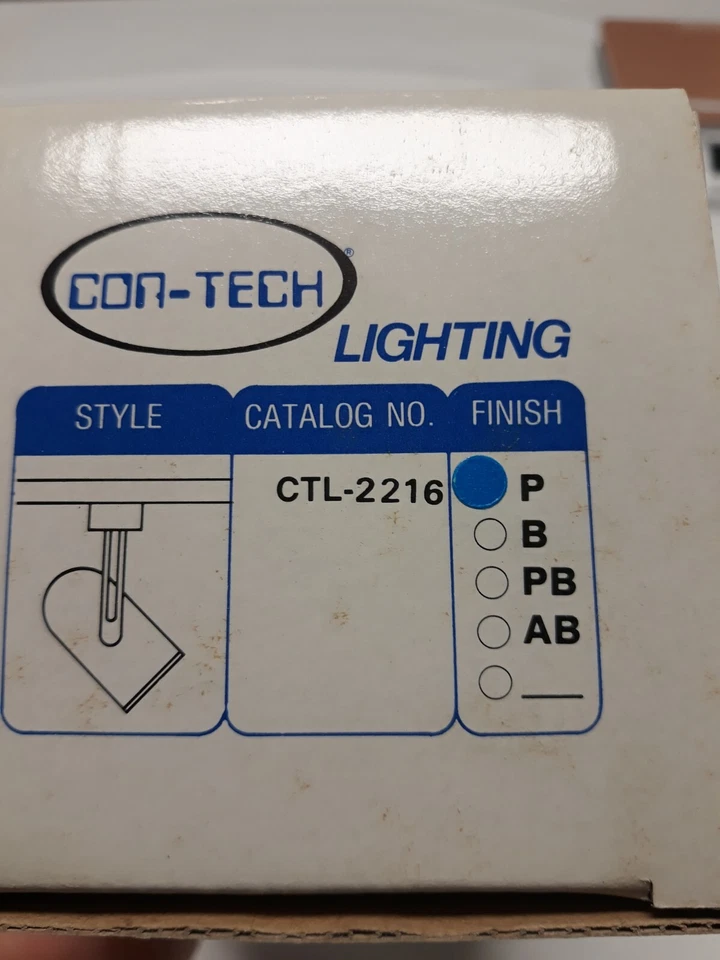 CON-TECH®
LIGHTING
STYLE CATALOG NO. FINISH
CTL-2216 P
B
PB
AB